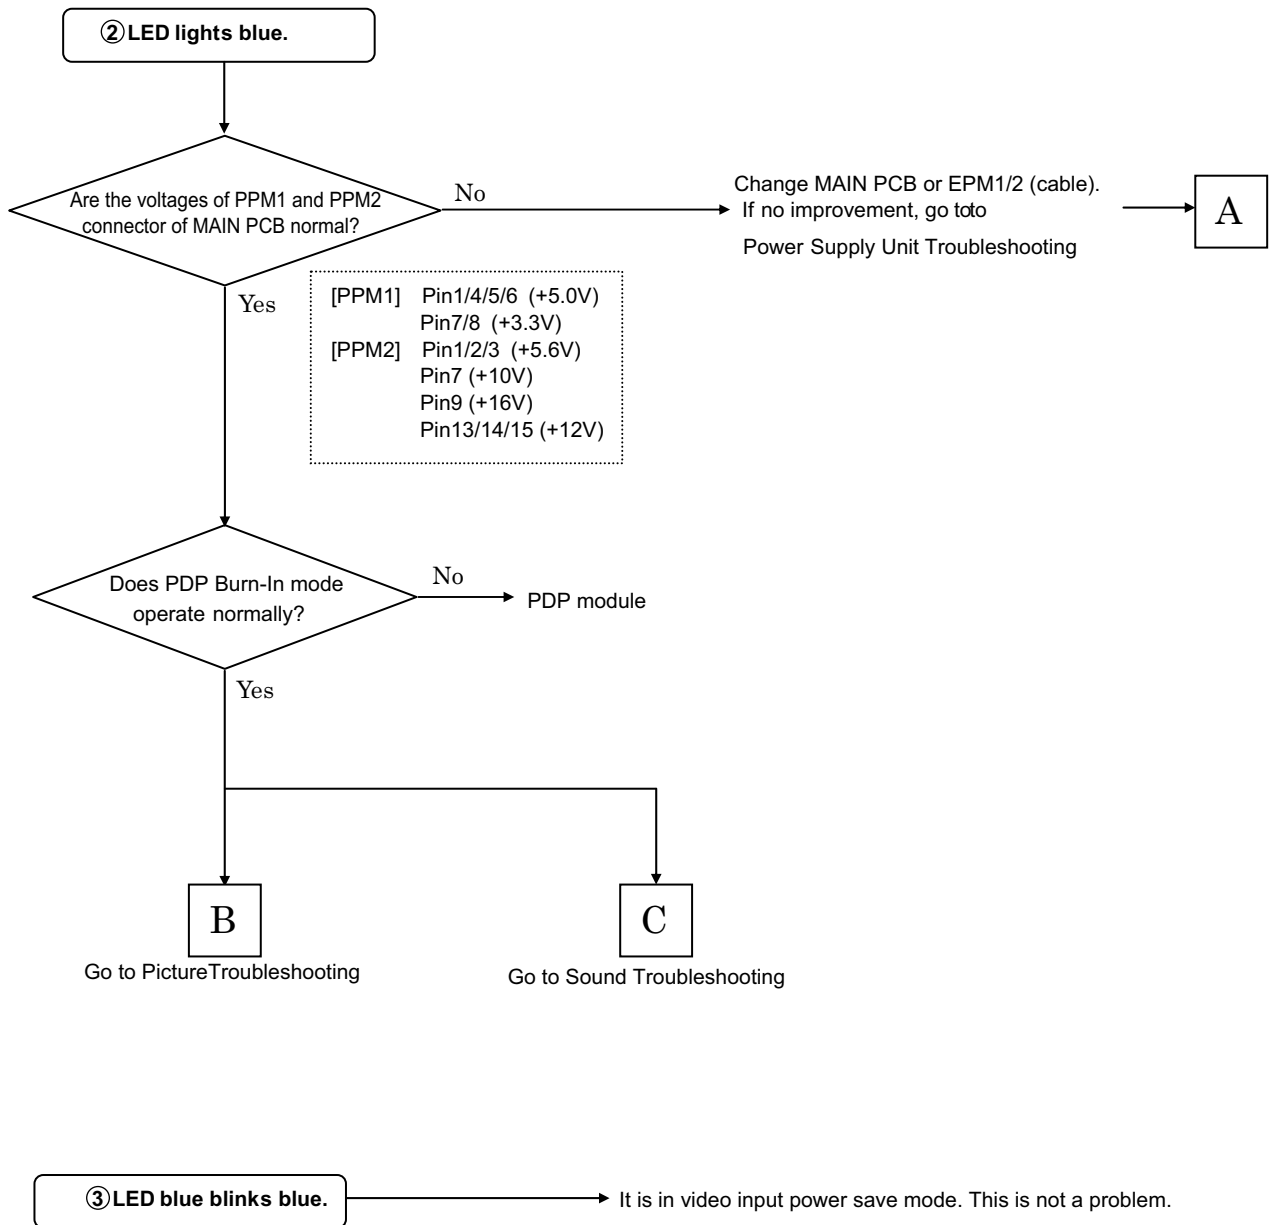 ②LED lights blue.
Are the voltages of PPM1 and PPM2
connector of MAIN PCB normal?
No
Change MAIN PCB or EPM1/2 (cable).
If no improvement, go toto
Power Supply Unit Troubleshooting
A
Yes
[PPM1] Pin1/4/5/6 (+5.0V)
Pin7/8 (+3.3V)
[PPM2] Pin1/2/3 (+5.6V)
Pin7 (+10V)
Pin9 (+16V)
Pin13/14/15 (+12V)
Does PDP Burn-In mode
operate normally?
No
PDP module
Yes
B
Go to PictureTroubleshooting
C
Go to Sound Troubleshooting
③LED blue blinks blue.
It is in video input power save mode. This is not a problem.